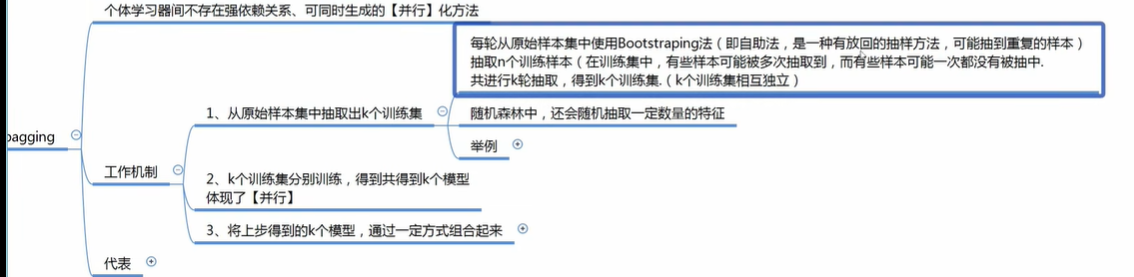 个体学习器间不存在强依赖关系、可同时生成的【并行】化方法
每轮从原始样本集中使用Bootstraping法（即自助法，是一种有放回的抽样方法，可能抽到重复的样本）
抽取n个训练样本（在训练集中，有些样本可能被多次抽取到，而有些样本可能一次都没有被抽中.
共进行k轮抽取，得到k个训练集.（k个训练集相互独立）
1、从原始样本集中抽取出k个训练集
随机森林中，还会随机抽取一定数量的特征
bagging
举例
工作机制
2、k个训练集分别训练，得到共得到k个模型
体现了【并行】
3、将上步得到的k个模型，通过一定方式组合起来
代表